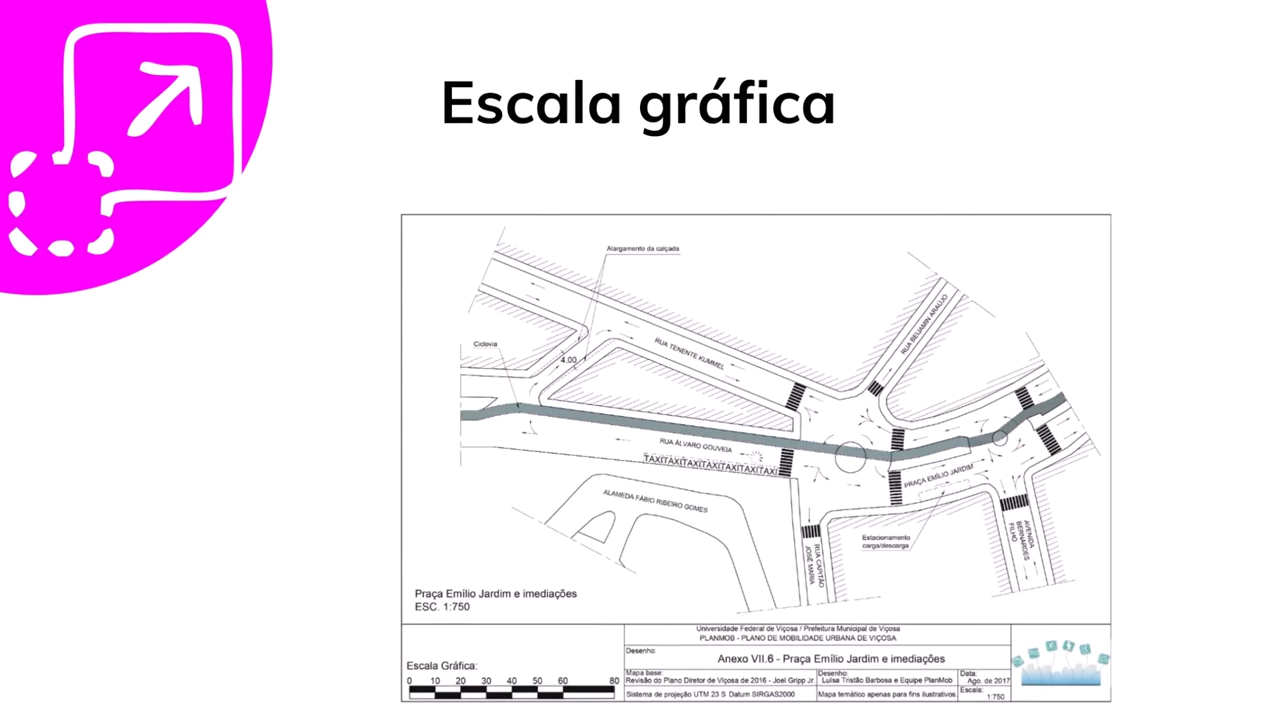 Escala gráfica
Alargamento da calçada
RUA BEIJAMIN ARAUJO
Ciclovia
4.00
RUA TENENTE KUMMEL
RUA ÁLVARO GOUVEIA
TAXITAXITAXITAXITAXITAXITAXI
PRAÇA EMÍLIO JARDIM
ALAMEDA FÁBIO RIBEIRO GOMES
Estacionamento
carga/descarga
AVENIDA
BERNARDES
FILHO
RUA CAPITÃO
JOSÉ MARIA
Praça Emílio Jardim e imediações
ESC. 1:750
Universidade Federal de Viçosa / Prefeitura Municipal de Viçosa
PLANMOB - PLANO DE MOBILIDADE URBANA DE VIÇOSA
Desenho:
Anexo VII.6 - Praça Emílio Jardim e imediações
Escala Gráfica:
0 10 20 30 40 50 60 80
Mapa base:
Revisão do Plano Diretor de Viçosa de 2016 - Joel Gripp Jr.
Desenho:
Luísa Tristão Barbosa e Equipe PlanMob
Data:
Ago. de 2017
Sistema de projeção UTM 23 S Datum SIRGAS2000
Mapa temático apenas para fins ilustrativos.
Escala:
1:750